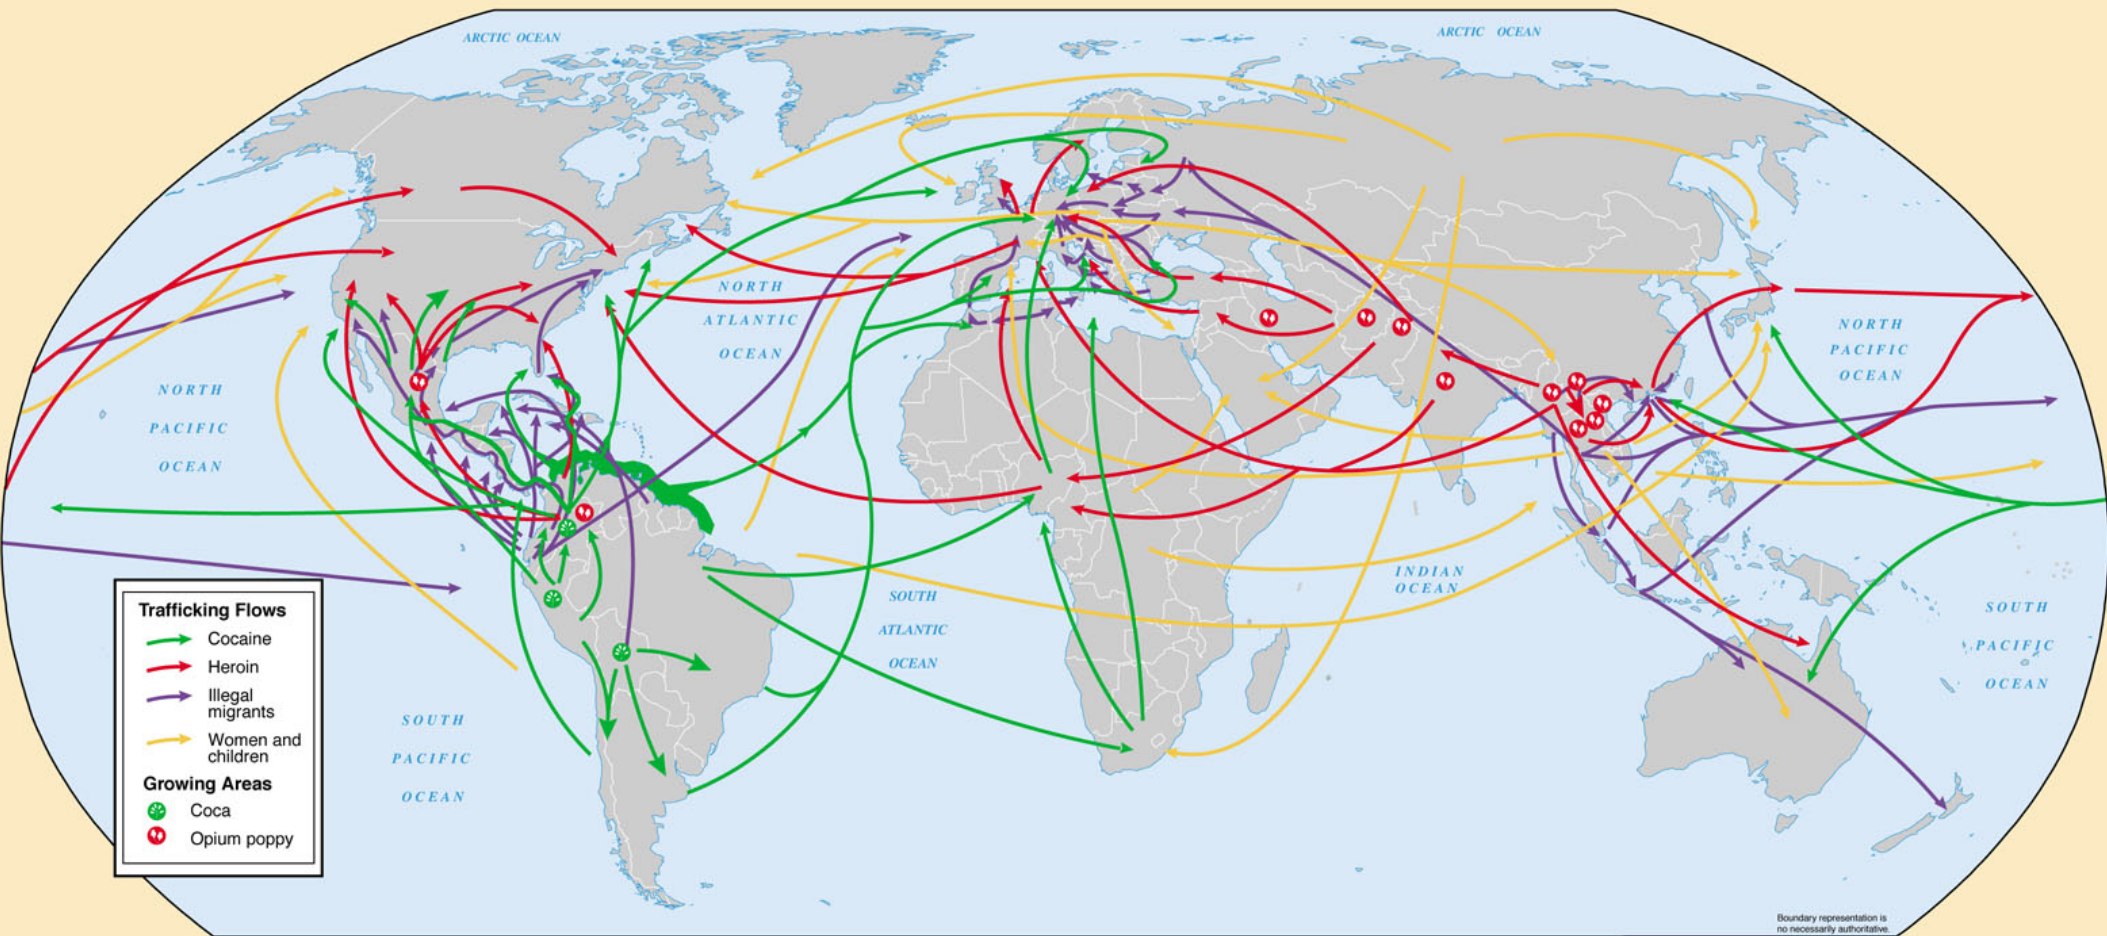 ARCTIC OCEAN
ARCTIC OCEAN
NORTH
ATLANTIC
OCEAN
NORTH
PACIFIC
OCEAN
NORTH
PACIFIC
OCEAN
INDIAN
OCEAN
SOUTH
ATLANTIC
OCEAN
SOUTH
PACIFIC
OCEAN
SOUTH
PACIFIC
OCEAN
Trafficking Flows
Cocaine
Heroin
Illegal
migrants
Women and
children
Growing Areas
Coca
Opium poppy
Boundary representation is
no necessarily authoritative.